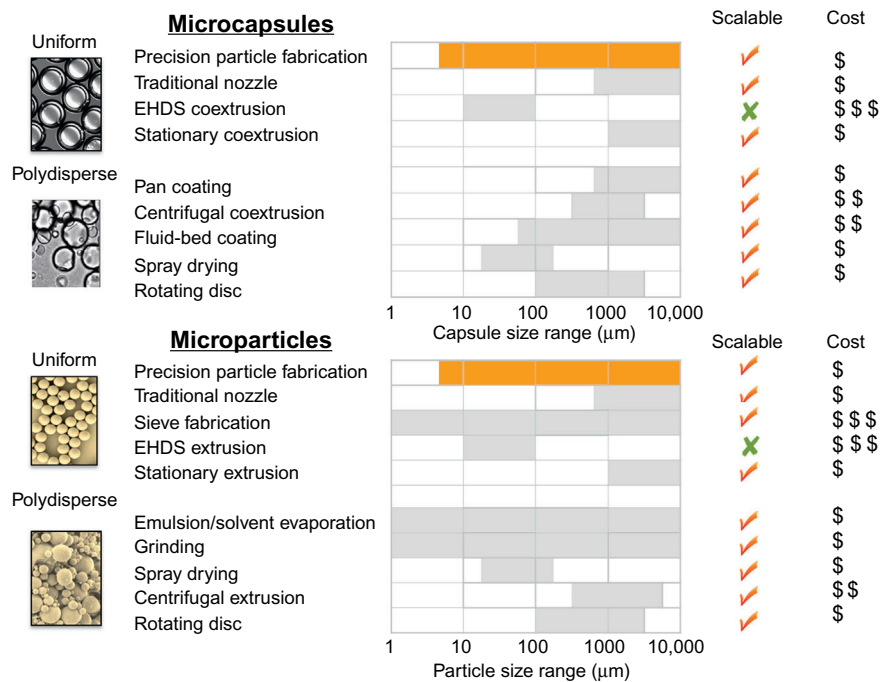 Microcapsules
Scalable
Cost
Uniform
Precision particle fabrication
$
Traditional nozzle
$
EHDS coextrusion
$ $ $
Stationary coextrusion
$
Polydisperse
Pan coating
$
Centrifugal coextrusion
$ $
Fluid-bed coating
$ $
Spray drying
$
Rotating disc
$
1 10 100 1000 10,000
Capsule size range (μm)
Microparticles
Scalable
Cost
Uniform
Precision particle fabrication
$
Traditional nozzle
$
Sieve fabrication
$ $ $
EHDS extrusion
$ $ $
Stationary extrusion
$
Polydisperse
Emulsion/solvent evaporation
$
Grinding
$
Spray drying
$
Centrifugal extrusion
$ $
Rotating disc
$
1 10 100 1000 10,000
Particle size range (μm)